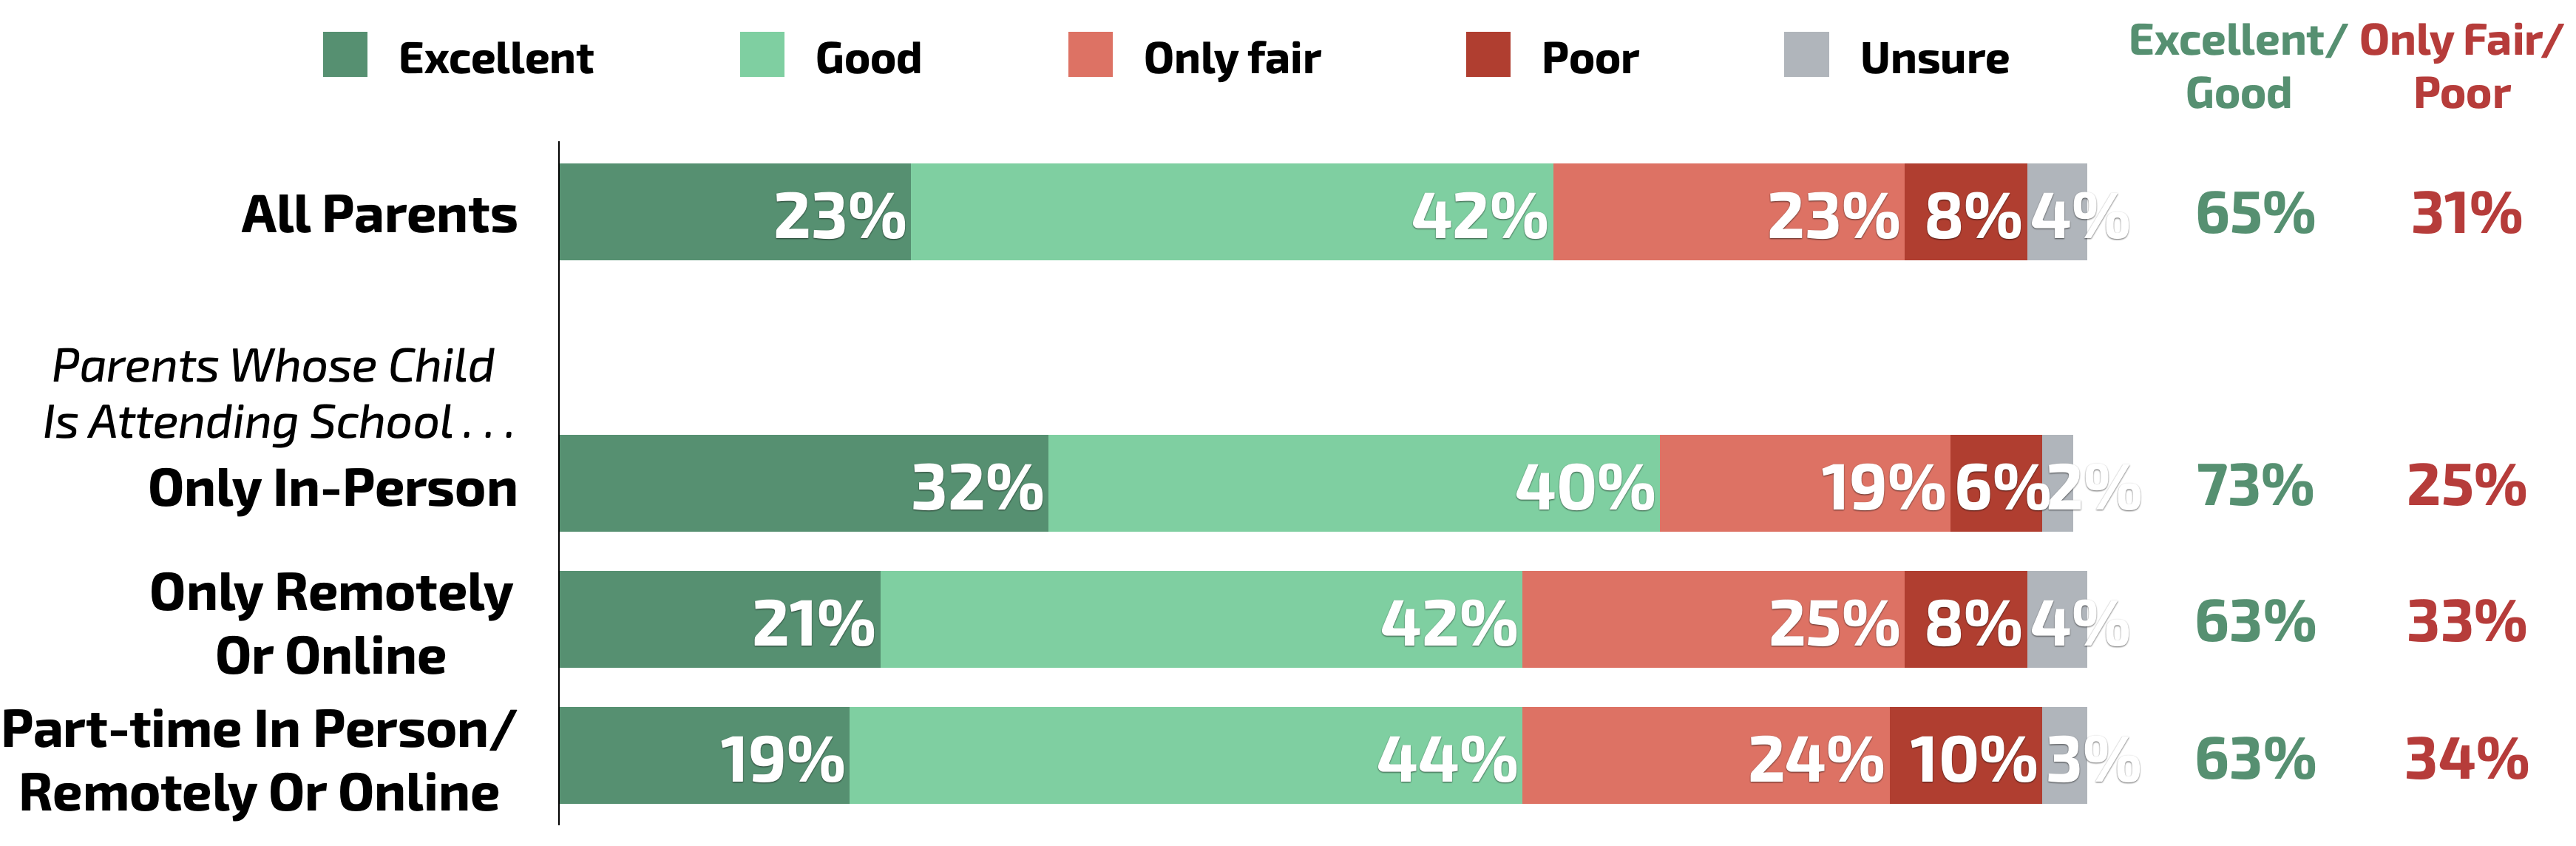 Excellent Good Only fair Poor Unsure Excellent/ Only Fair/
Good Poor
All Parents 23% 42% 23% 8% 4% 65% 31%
Parents Whose Child
Is Attending School . . .
Only In-Person 32% 40% 19% 6% 2% 73% 25%
Only Remotely
Or Online 21% 42% 25% 8% 4% 63% 33%
Part-time In Person/
Remotely Or Online 19% 44% 24% 10% 3% 63% 34%